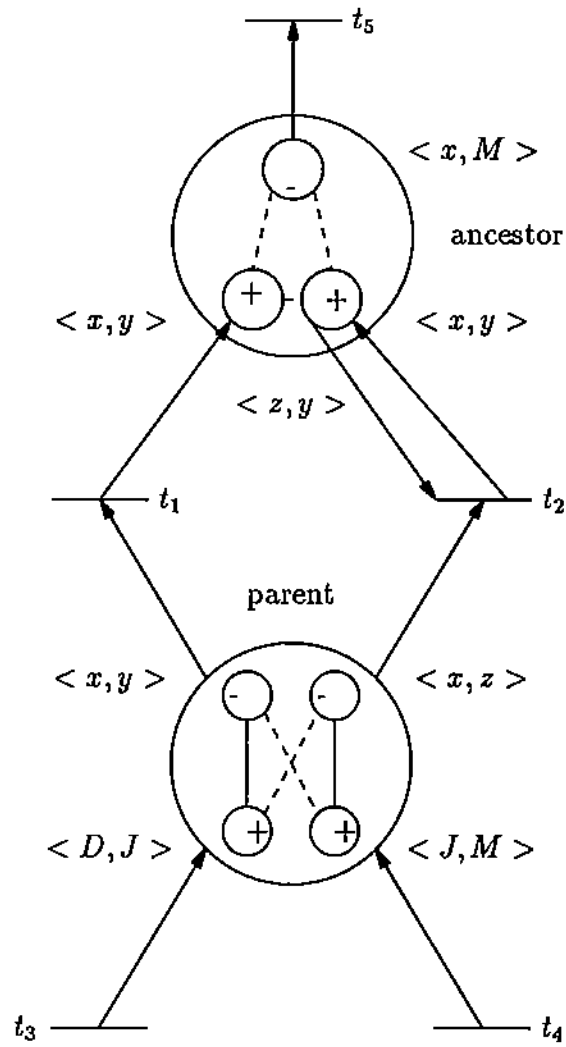 t5
< x, M >
ancestor
-
+ - +
< x, y > < x, y >
< z, y >
t1 t2
parent
< x, y > < x, z >
- -
+ +
< D, J > < J, M >
t3 t4